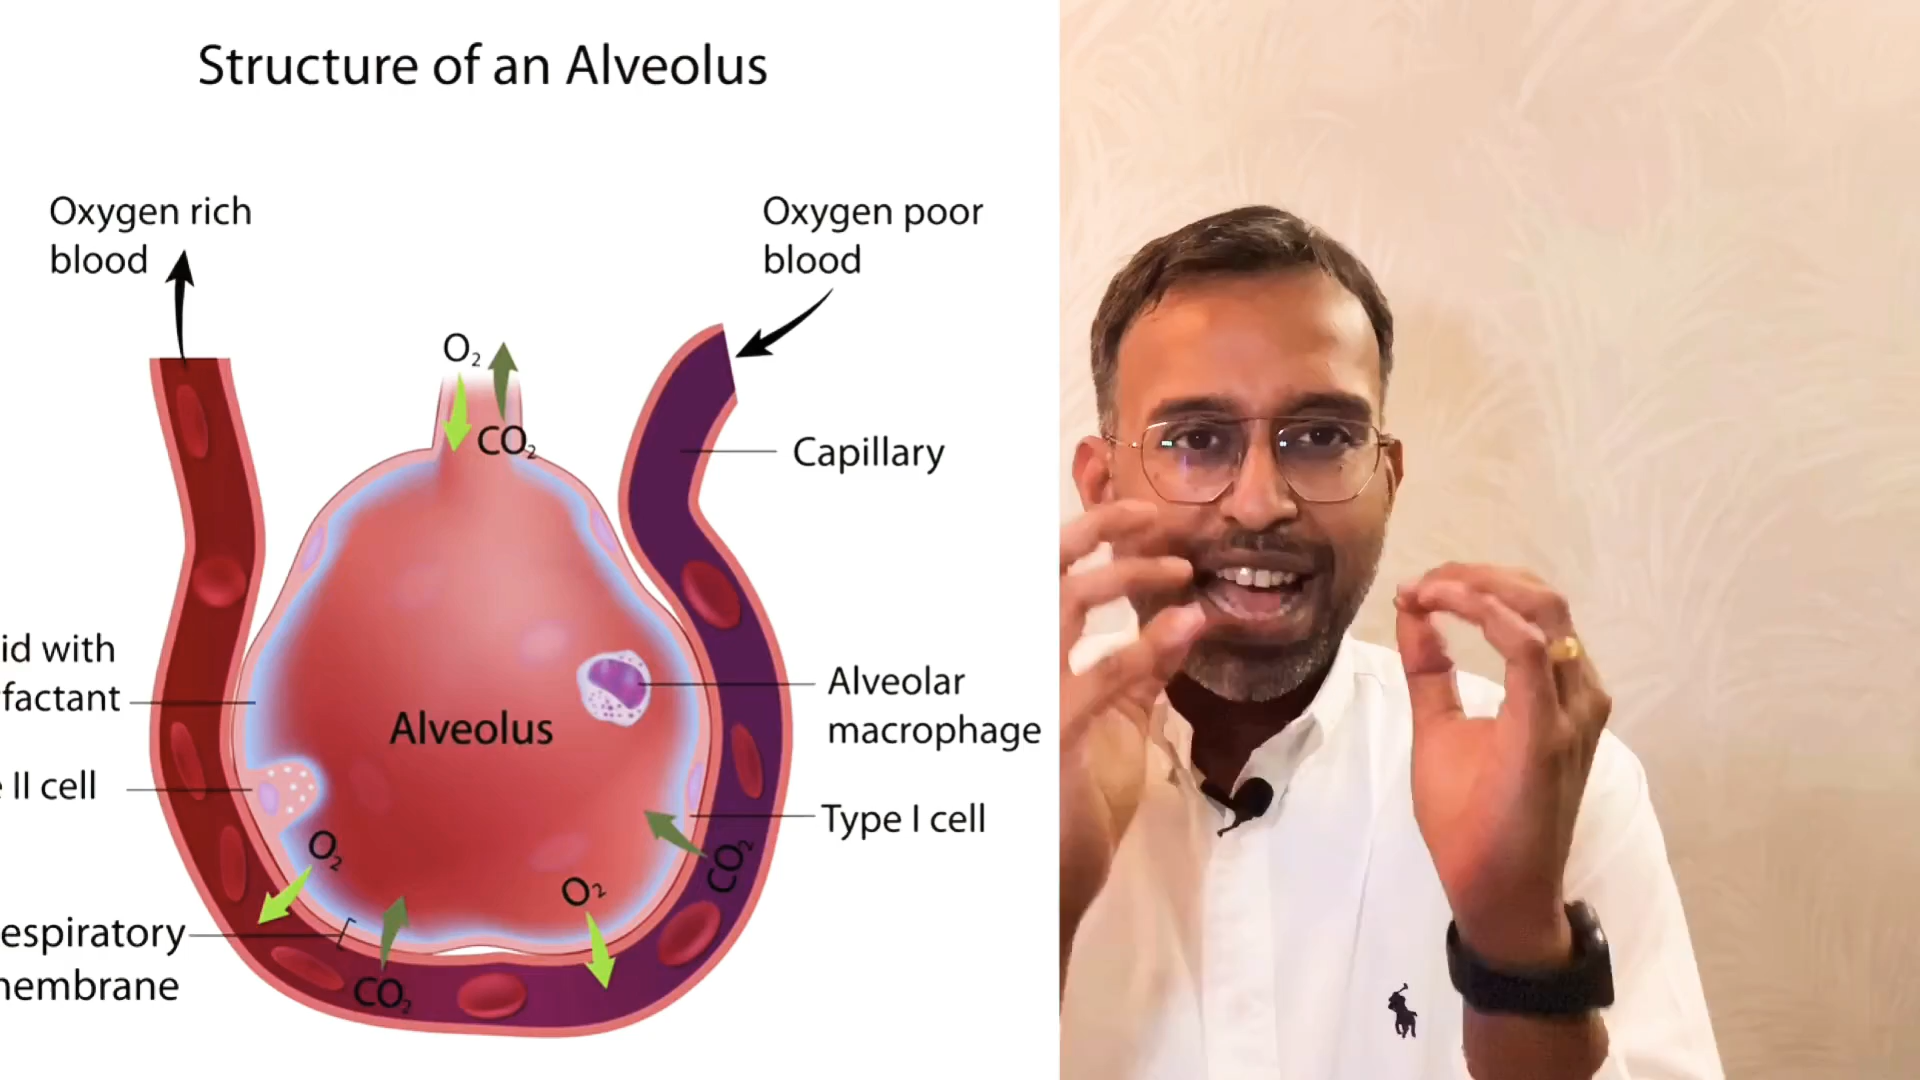 Structure of an Alveolus
Oxygen rich
blood
Oxygen poor
blood
O₂
CO₂
Capillary
id with
factant
Alveolar
macrophage
Alveolus
II cell
Type I cell
O₂
O₂
CO₂
espiratory
membrane
CO₂